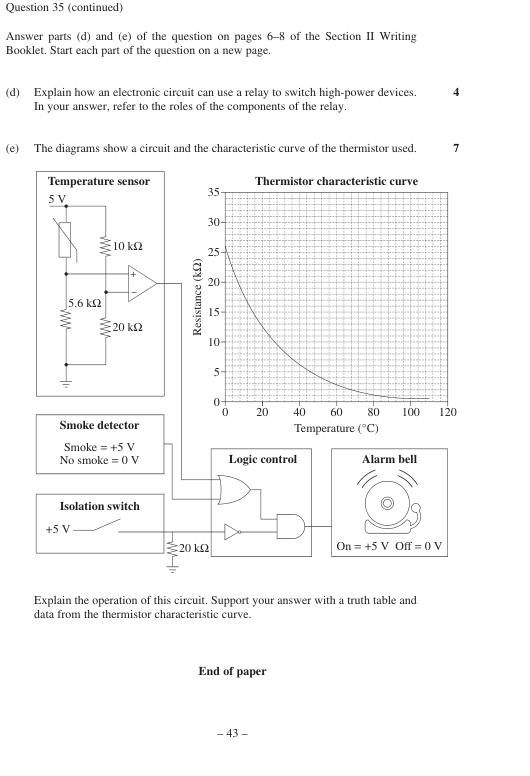 Question 35 (continued)
Answer parts (d) and (e) of the question on pages 6–8 of the Section II Writing
Booklet. Start each part of the question on a new page.
(d) Explain how an electronic circuit can use a relay to switch high-power devices. 4
In your answer, refer to the roles of the components of the relay.
(e) The diagrams show a circuit and the characteristic curve of the thermistor used. 7
Temperature sensor
5 V
10 kΩ
+
–
5.6 kΩ
20 kΩ
Thermistor characteristic curve
Resistance (kΩ)
35
30
25
20
15
10
5
0
0 20 40 60 80 100 120
Temperature (°C)
Smoke detector
Smoke = +5 V
No smoke = 0 V
Isolation switch
+5 V
20 kΩ
Logic control
Alarm bell
On = +5 V Off = 0 V
Explain the operation of this circuit. Support your answer with a truth table and
data from the thermistor characteristic curve.
End of paper
– 43 –